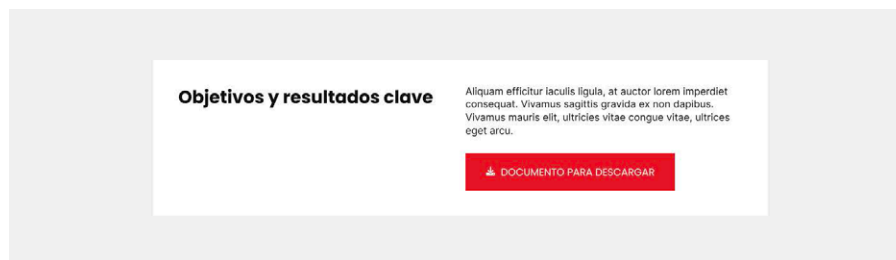 Objetivos y resultados clave
Aliquam efficitur iaculis ligula, at auctor lorem imperdiet
consequat. Vivamus sagittis gravida ex non dapibus.
Vivamus mauris elit, ultricies vitae congue vitae, ultrices
eget arcu.
DOCUMENTO PARA DESCARGAR